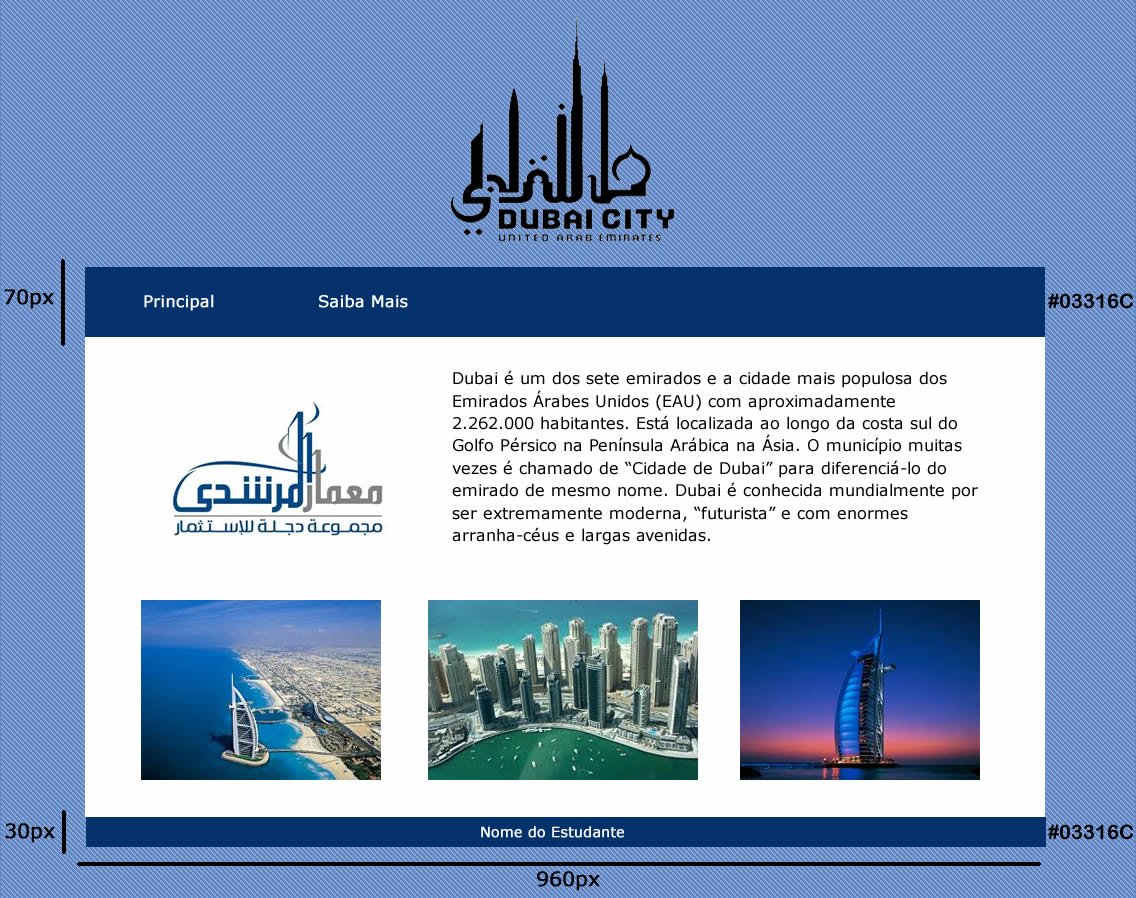 DUBAI CITY
UNITED ARAB EMIRATES
70px
Principal
Saiba Mais
#03316C
معمار المرشدي
مجموعة دجلة للإستثمار
Dubai é um dos sete emirados e a cidade mais populosa dos
Emirados Árabes Unidos (EAU) com aproximadamente
2.262.000 habitantes. Está localizada ao longo da costa sul do
Golfo Pérsico na Península Arábica na Ásia. O município muitas
vezes é chamado de “Cidade de Dubai” para diferenciá-lo do
emirado de mesmo nome. Dubai é conhecida mundialmente por
ser extremamente moderna, “futurista” e com enormes
arranha-céus e largas avenidas.
30px
Nome do Estudante
#03316C
960px